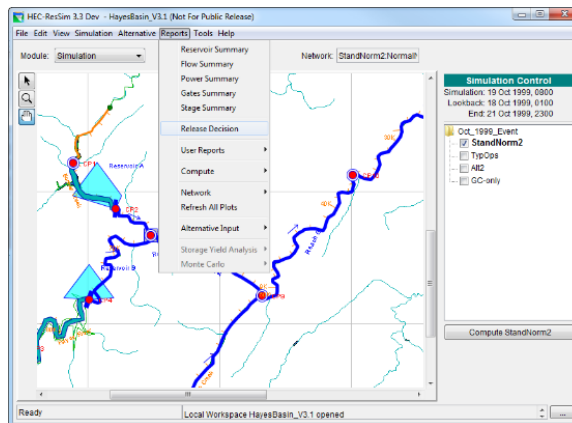 HEC-ResSim 3.3 Dev - HayesBasin_V3.1 (Not For Public Release)
File Edit View Simulation Alternative Reports Tools Help
Module: Simulation
Network: StandNorm2:Normal
Reservoir Summary
Flow Summary
Power Summary
Gates Summary
Stage Summary
Release Decision
User Reports
Compute
Network
Refresh All Plots
Alternative Input
Storage Yield Analysis
Monte Carlo
Reservoir A
Reservoir B
Simulation Control
Simulation: 19 Oct 1999, 0800
Lookback: 18 Oct 1999, 0100
End: 21 Oct 1999, 2300
Oct_1999_Event
StandNorm2
TypOps
Alt2
GC-only
Compute StandNorm2
Ready
Local Workspace HayesBasin_V3.1 opened
...